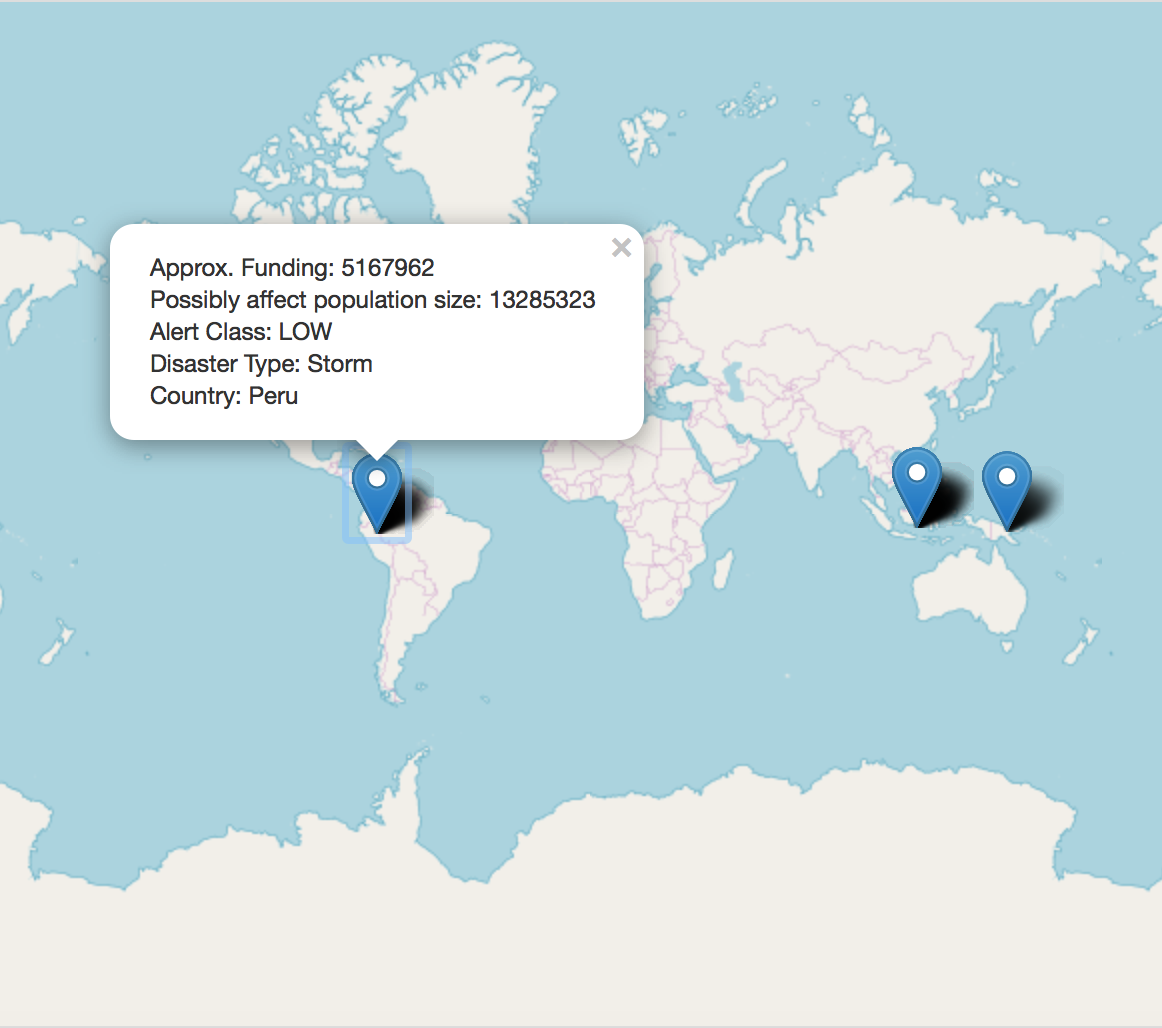 Approx. Funding: 5167962
Possibly affect population size: 13285323
Alert Class: LOW
Disaster Type: Storm
Country: Peru